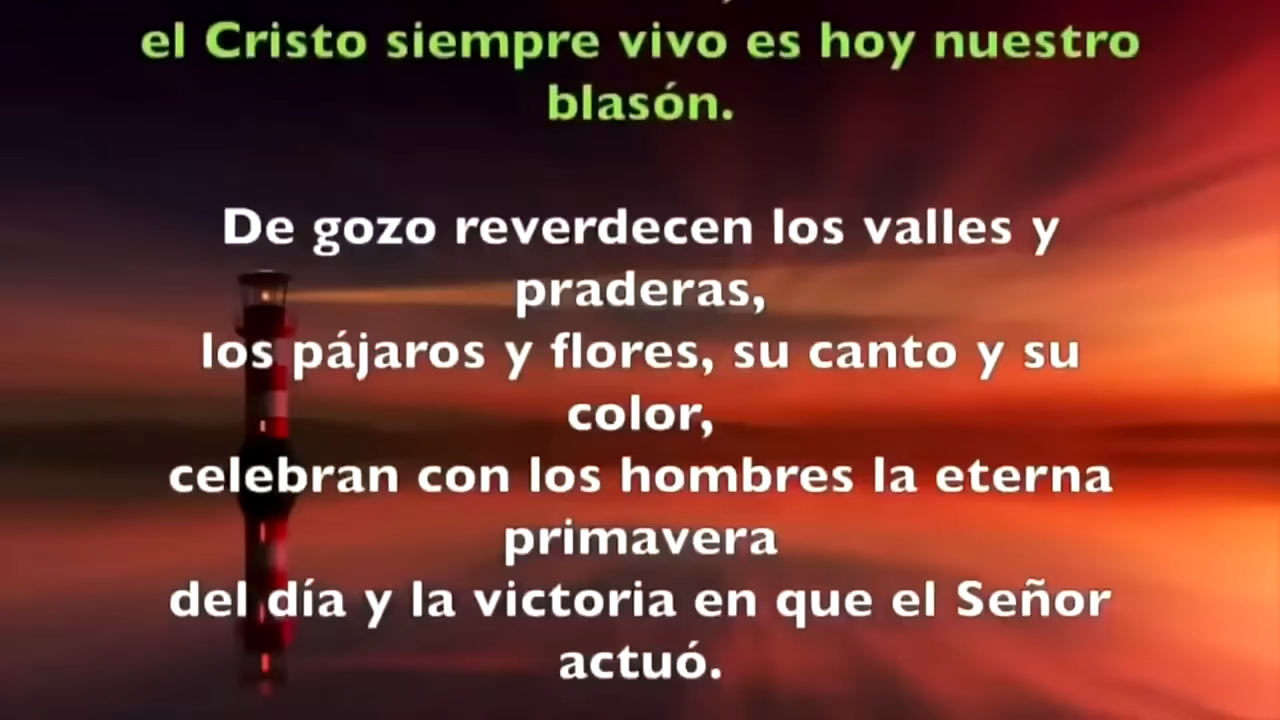 el Cristo siempre vivo es hoy nuestro
blasón.
De gozo reverdecen los valles y
praderas,
los pájaros y flores, su canto y su
color,
celebran con los hombres la eterna
primavera
del día y la victoria en que el Señor
actuó.